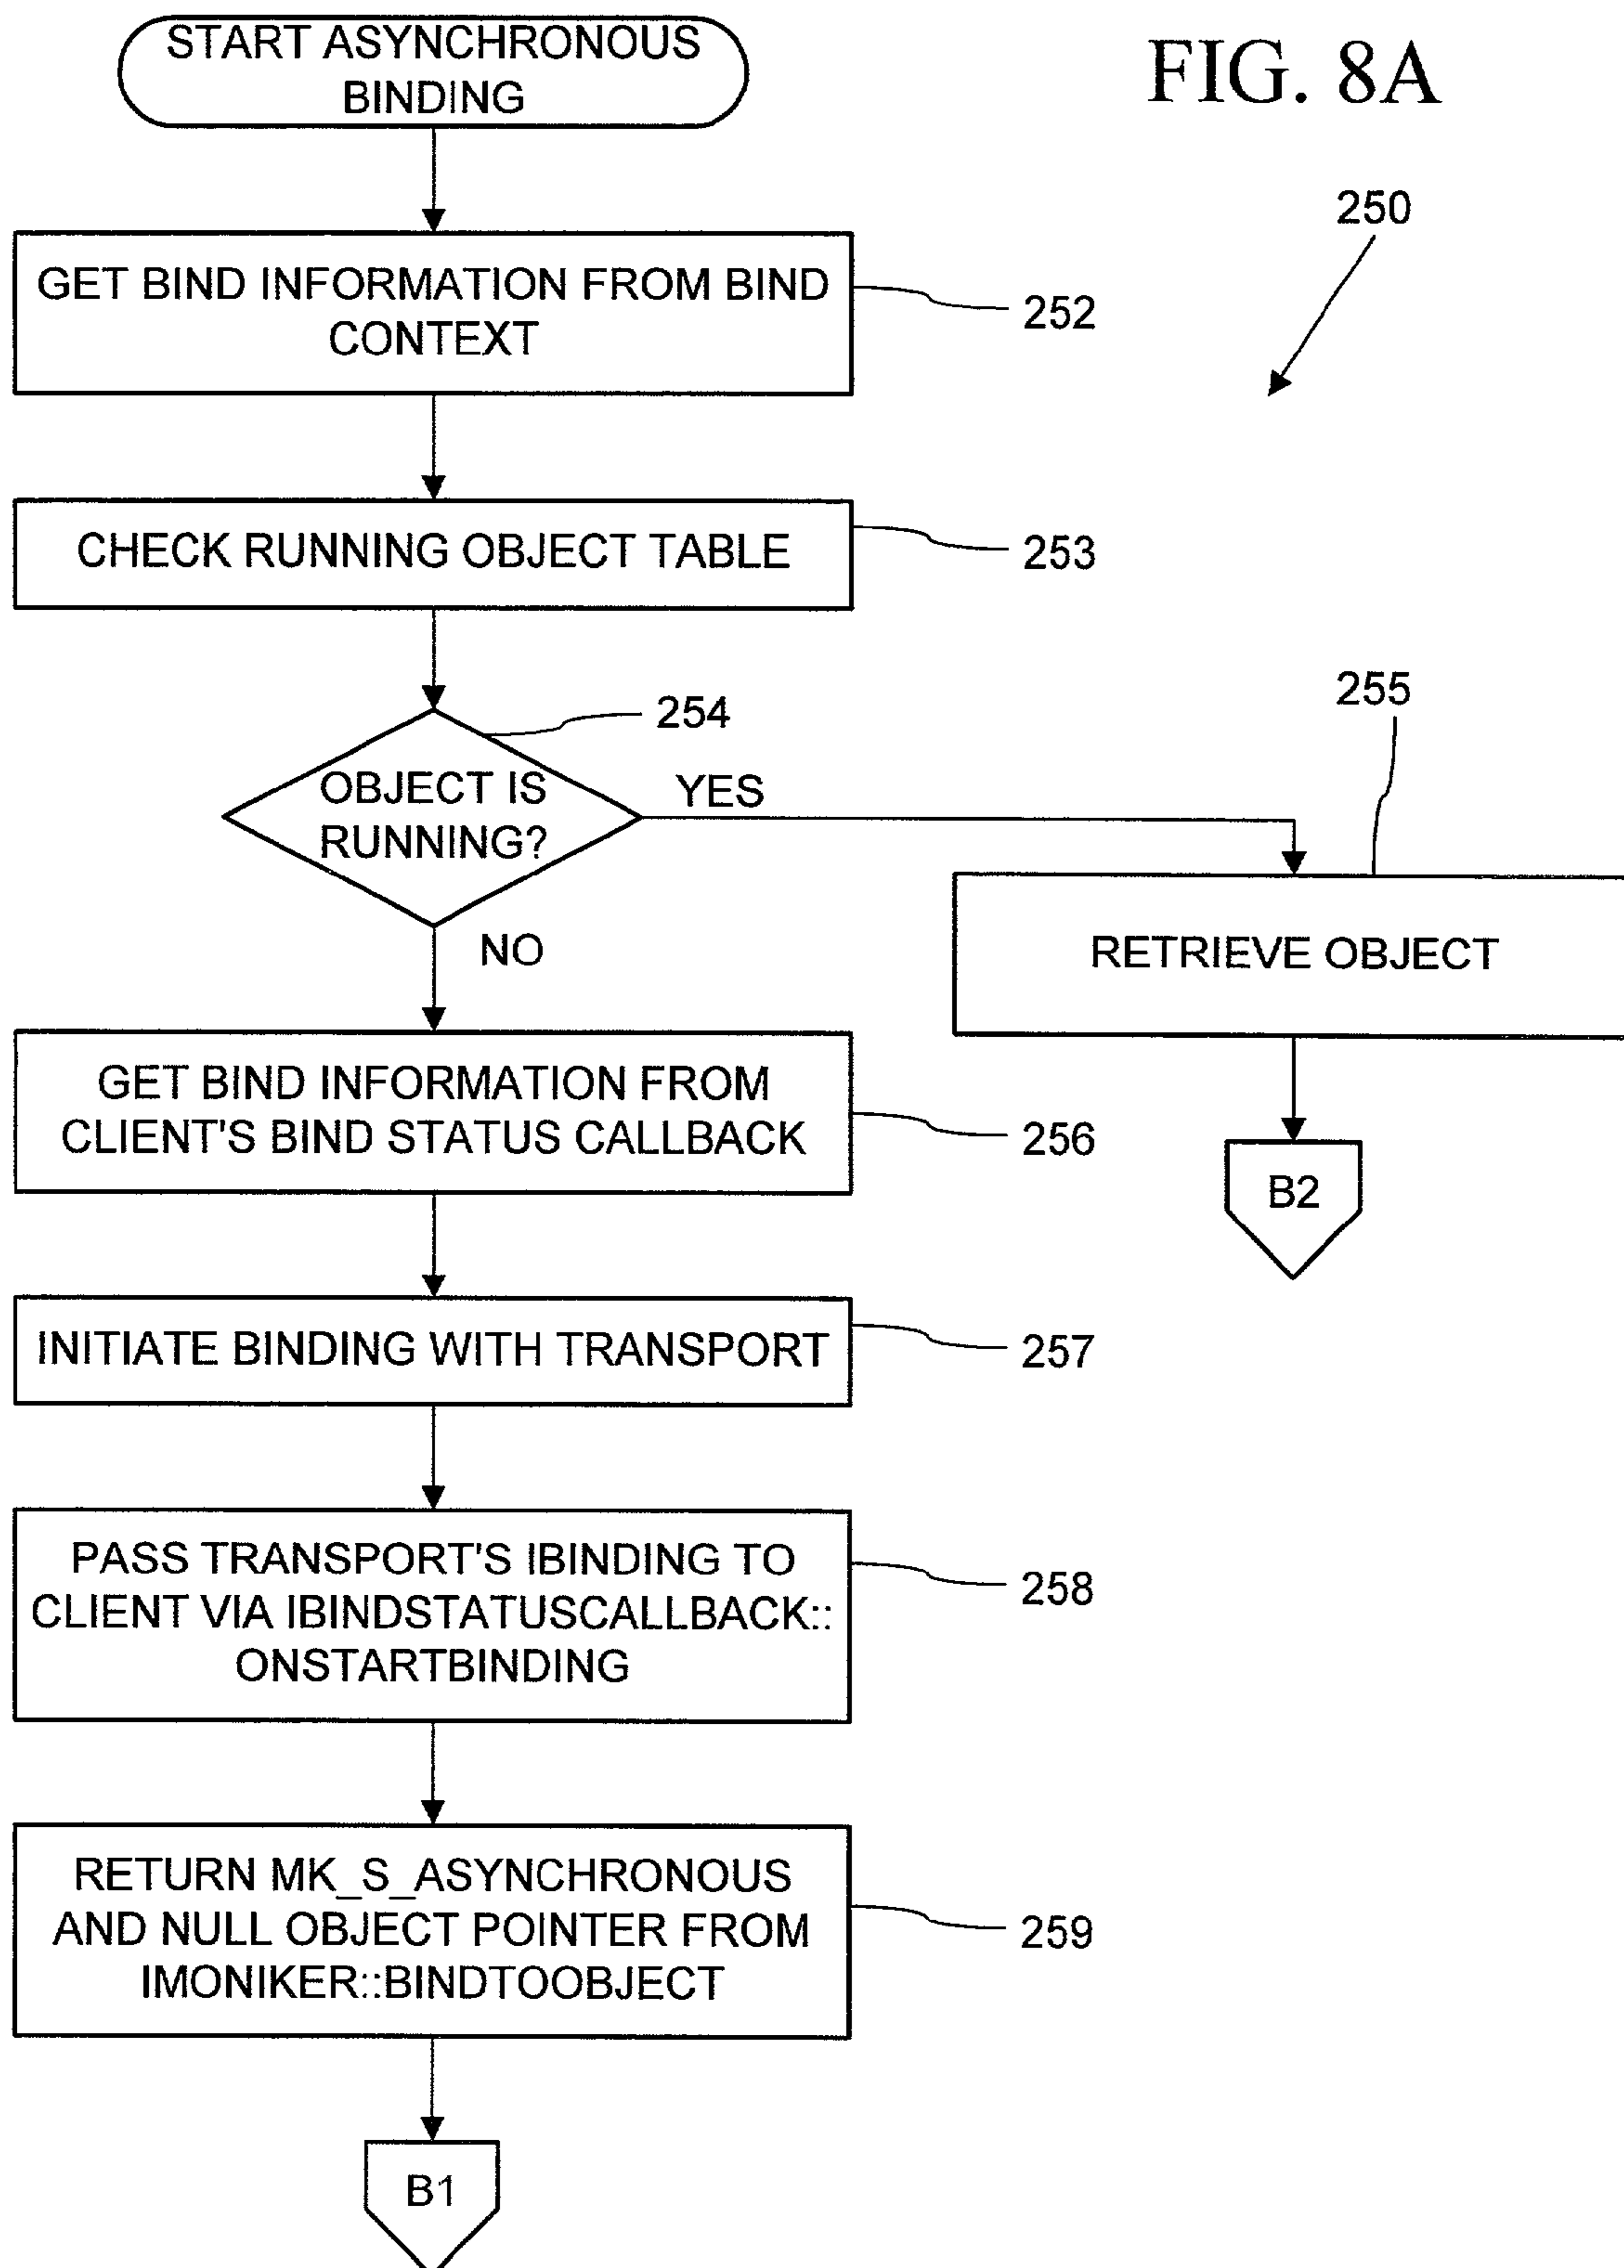 START ASYNCHRONOUS
BINDING
FIG. 8A
250
GET BIND INFORMATION FROM BIND
CONTEXT
252
CHECK RUNNING OBJECT TABLE
253
254
OBJECT IS
RUNNING?
YES
NO
255
RETRIEVE OBJECT
B2
GET BIND INFORMATION FROM
CLIENT'S BIND STATUS CALLBACK
256
INITIATE BINDING WITH TRANSPORT
257
PASS TRANSPORT'S IBINDING TO
CLIENT VIA IBINDSTATUSCALLBACK::
ONSTARTBINDING
258
RETURN MK_S_ASYNCHRONOUS
AND NULL OBJECT POINTER FROM
IMONIKER::BINDTOOBJECT
259
B1